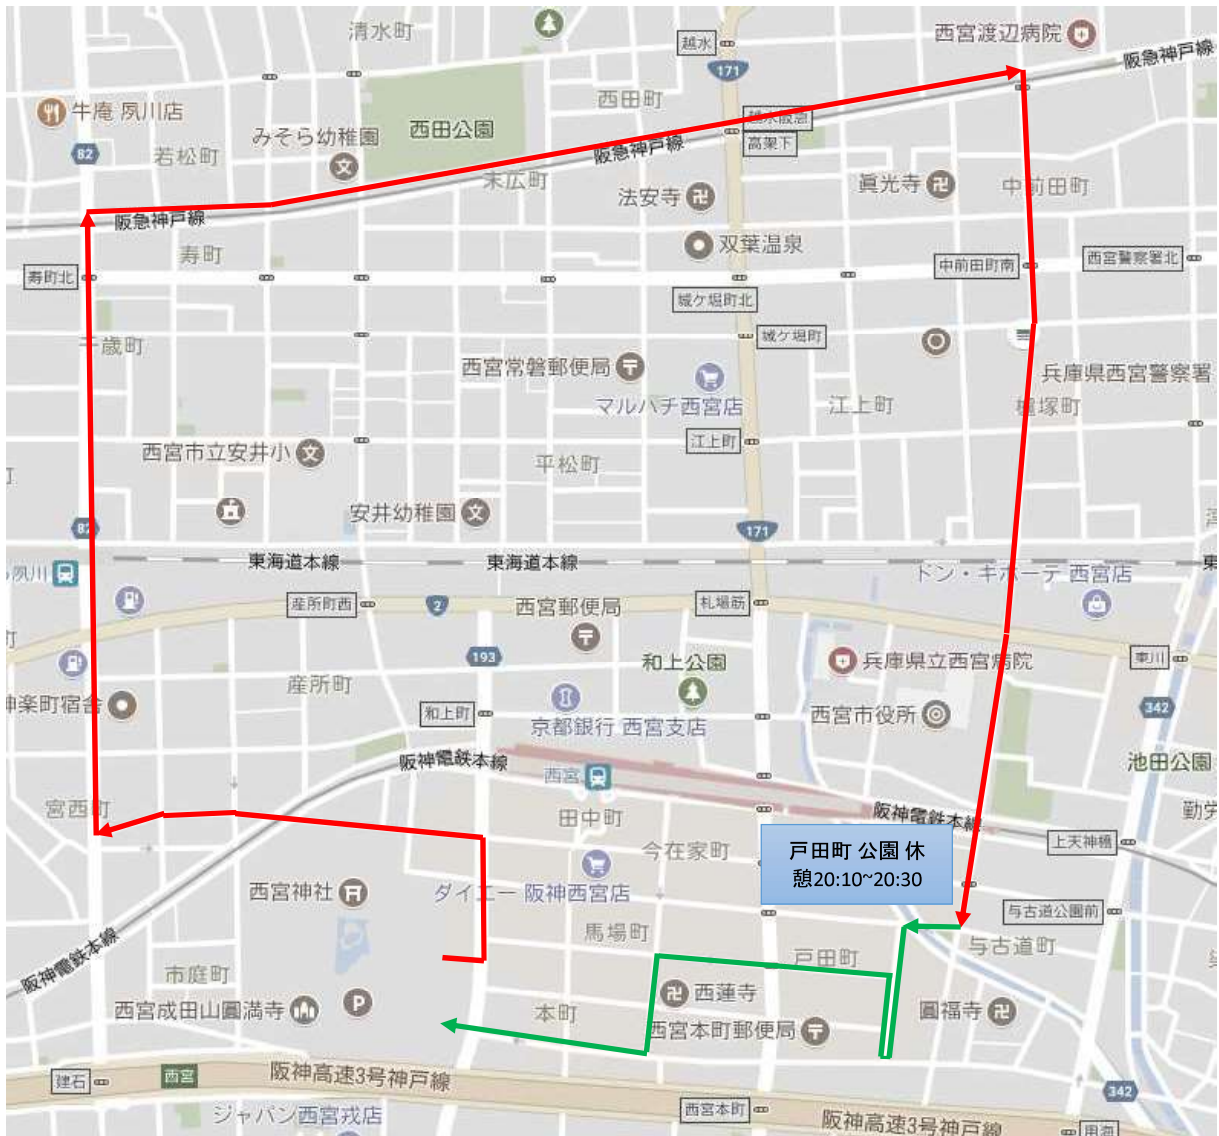 清水町
越水
西宮渡辺病院
阪急神戸線
171
牛庵 夙川店
西田町
西田公園
越水阪急
高架下
みそら幼稚園
82
若松町
阪急神戸線
末広町
法安寺
眞光寺
中前田町
阪急神戸線
双葉温泉
寿町
寿町北
中前田町南
西宮警察署北
城ケ堀町北
城ケ堀町
千歳町
西宮常磐郵便局
兵庫県西宮警察署
マルハチ西宮店
江上町
櫨塚町
江上町
西宮市立安井小
平松町
安井幼稚園
82
171
東海道本線
東海道本線
夙川
ドン・キホーテ 西宮店
産所町西
2
西宮郵便局
札場筋
193
和上公園
兵庫県立西宮病院
東川
産所町
神楽町宿舎
和上町
京都銀行 西宮支店
西宮市役所
342
阪神電鉄本線
西宮
池田公園
宮西町
田中町
阪神電鉄本線
勤労
今在家町
戸田町 公園 休
憩20:10~20:30
上天神橋
西宮神社
ダイエー 阪神西宮店
与古道公園前
馬場町
与古道町
阪神電鉄本線
市庭町
戸田町
西蓮寺
西宮成田山圓満寺
P
本町
西宮本町郵便局
圓福寺
建石
西宮
阪神高速3号神戸線
342
ジャパン西宮戎店
西宮本町
阪神高速3号神戸線
用海